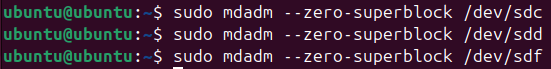 ubuntu@ubuntu:~$ sudo mdadm --zero-superblock /dev/sdc
ubuntu@ubuntu:~$ sudo mdadm --zero-superblock /dev/sdd
ubuntu@ubuntu:~$ sudo mdadm --zero-superblock /dev/sdf